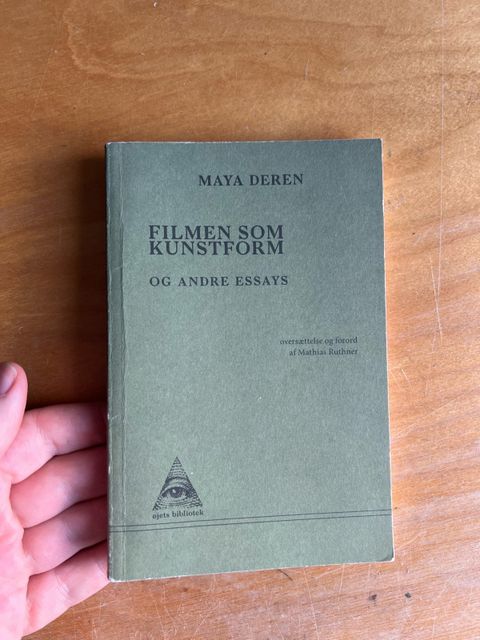 MAYA DEREN
FILMEN SOM
KUNSTFORM
OG ANDRE ESSAYS
oversættelse og forord
af Mathias Ruthner
øjets bibliotek